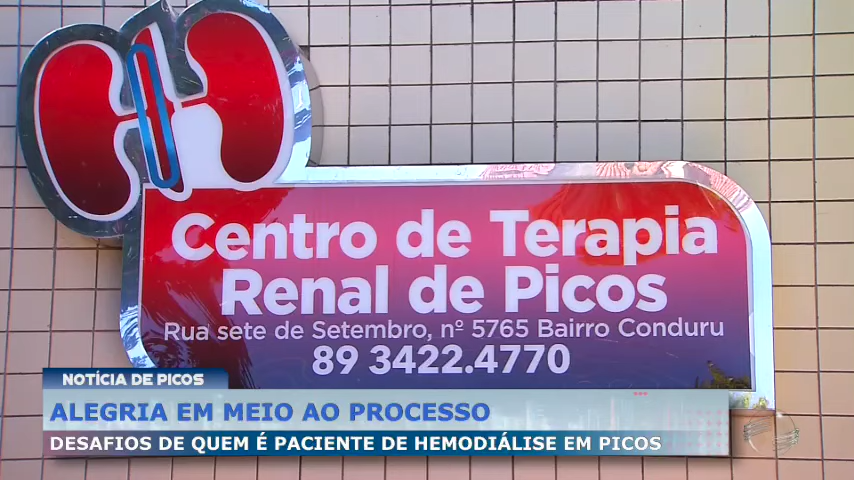 Centro de Terapia
Renal de Picos
Rua sete de Setembro, nº 5765 Bairro Conduru
89 3422.4770
NOTÍCIA DE PICOS
ALEGRIA EM MEIO AO PROCESSO
DESAFIOS DE QUEM É PACIENTE DE HEMODIÁLISE EM PICOS